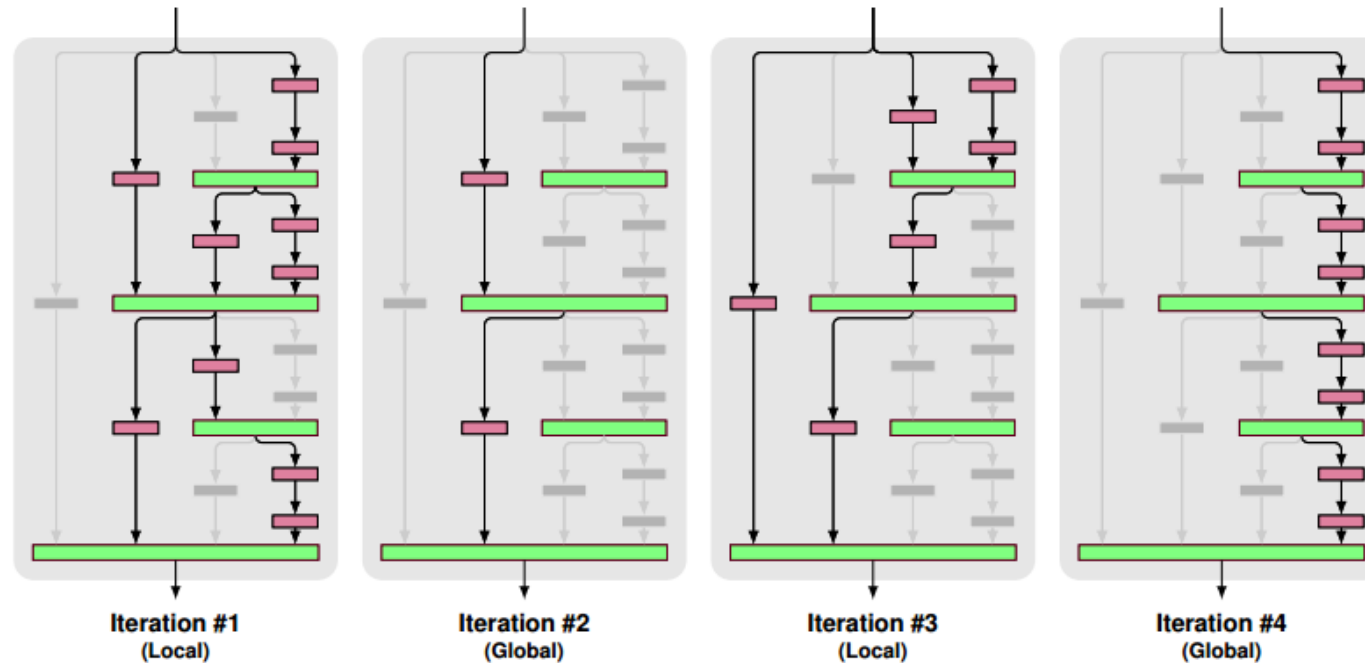 Iteration #1
(Local)
Iteration #2
(Global)
Iteration #3
(Local)
Iteration #4
(Global)